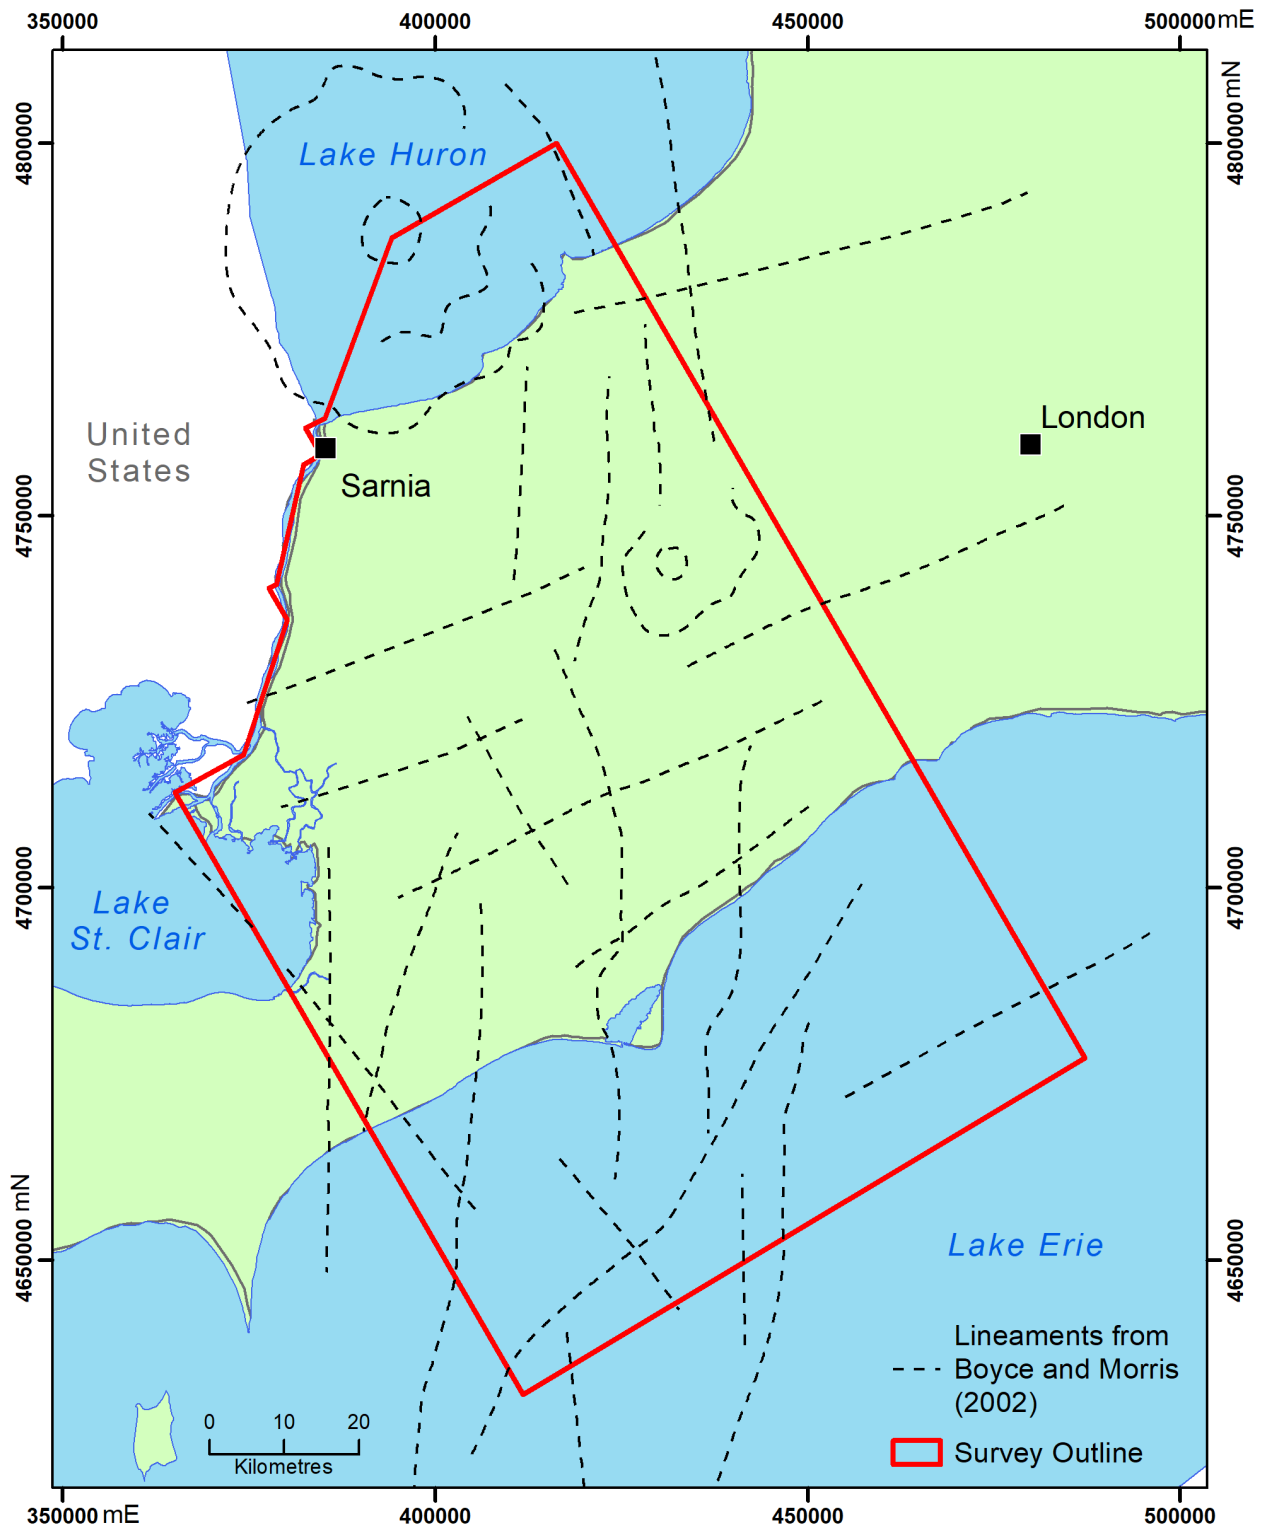 350000
400000
450000
500000mE
4800000
4800000mN
Lake Huron
London
United
States
Sarnia
4750000
4750000
4700000
4700000
Lake
St. Clair
4650000 mN
4650000
Lake Erie
Lineaments from
Boyce and Morris
(2002)
0 10 20
Kilometres
Survey Outline
350000 mE
400000
450000
500000